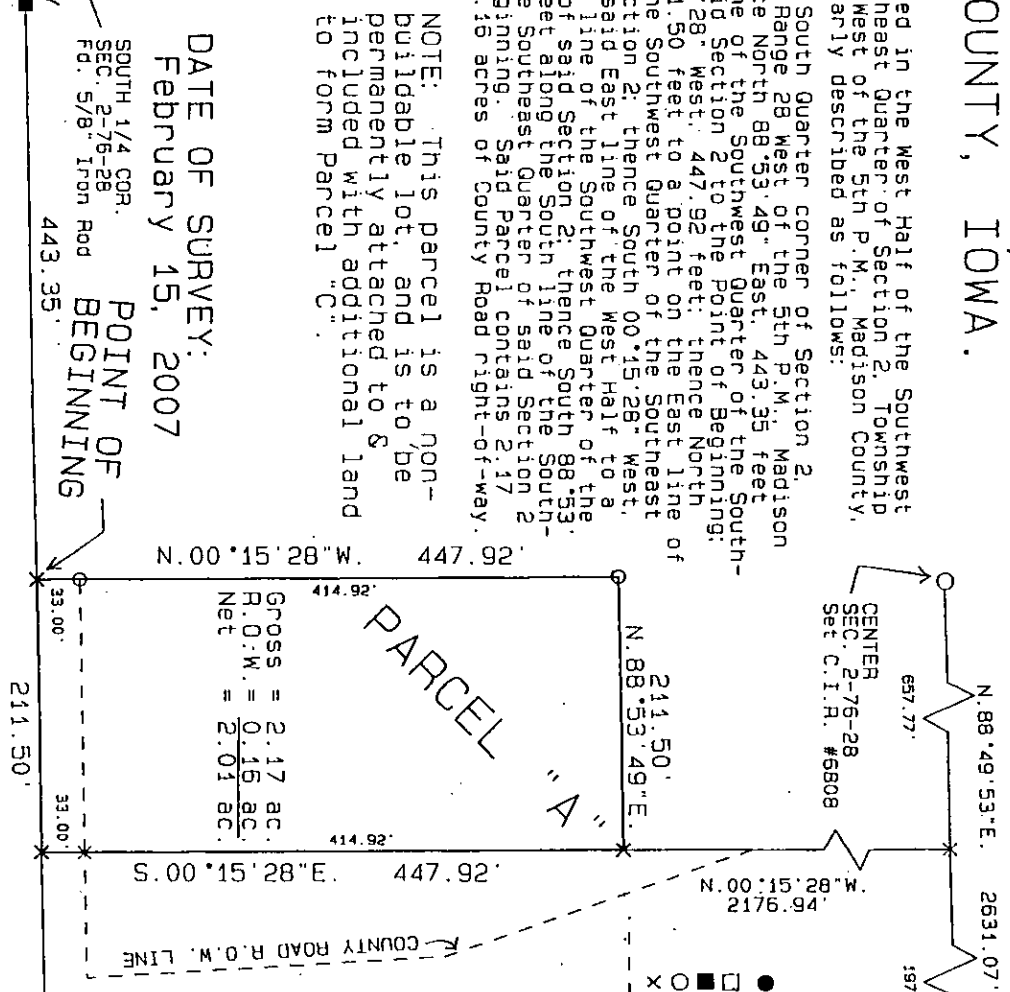 OUNTY, IOWA.
ed in the West Half of the Southwest
heast Quarter of Section 2, Township
West of the 5th P.M., Madison County,
arly described as follows:
South Quarter corner of Section 2,
Range 28 West of the 5th P.M., Madison
ce North 88°53'49" East, 443.35 feet
ne of the Southwest Quarter of the South-
id Section 2 to the Point of Beginning;
'28" West, 447.92 feet; thence North
1.50 feet to a point on the East line of
he Southwest Quarter of the Southeast
ction 2; thence South 00°15'28" West,
said East line of the West Half to a
line of the Southwest Quarter of the
of said Section 2; thence South 88°53'
eet along the South line of the South-
e Southeast Quarter of said Section 2
ginning. Said Parcel contains 2.17
.16 acres of County Road right-of-way.
NOTE: This parcel is a non-
buildable lot, and is to be
permanently attached to &
included with additional land
to form Parcel "C".
DATE OF SURVEY:
February 15, 2007
SOUTH 1/4 COR.
SEC. 2-76-28
Fd. 5/8" Iron Rod
POINT OF
BEGINNING
443.35'
N.00°15'28"W. 447.92'
414.92'
33.00'
PARCEL "A"
Gross = 2.17 ac.
R.O.W. = 0.16 ac.
Net = 2.01 ac.
211.50'
N.88°53'49"E.
211.50'
33.00'
414.92'
S.00°15'28"E. 447.92'
CENTER
SEC. 2-76-28
Set C.I.R. #6808
657.77'
N.88°49'53"E. 2631.07'
197
N.00°15'28"W.
2176.94'
COUNTY ROAD R.O.W. LINE